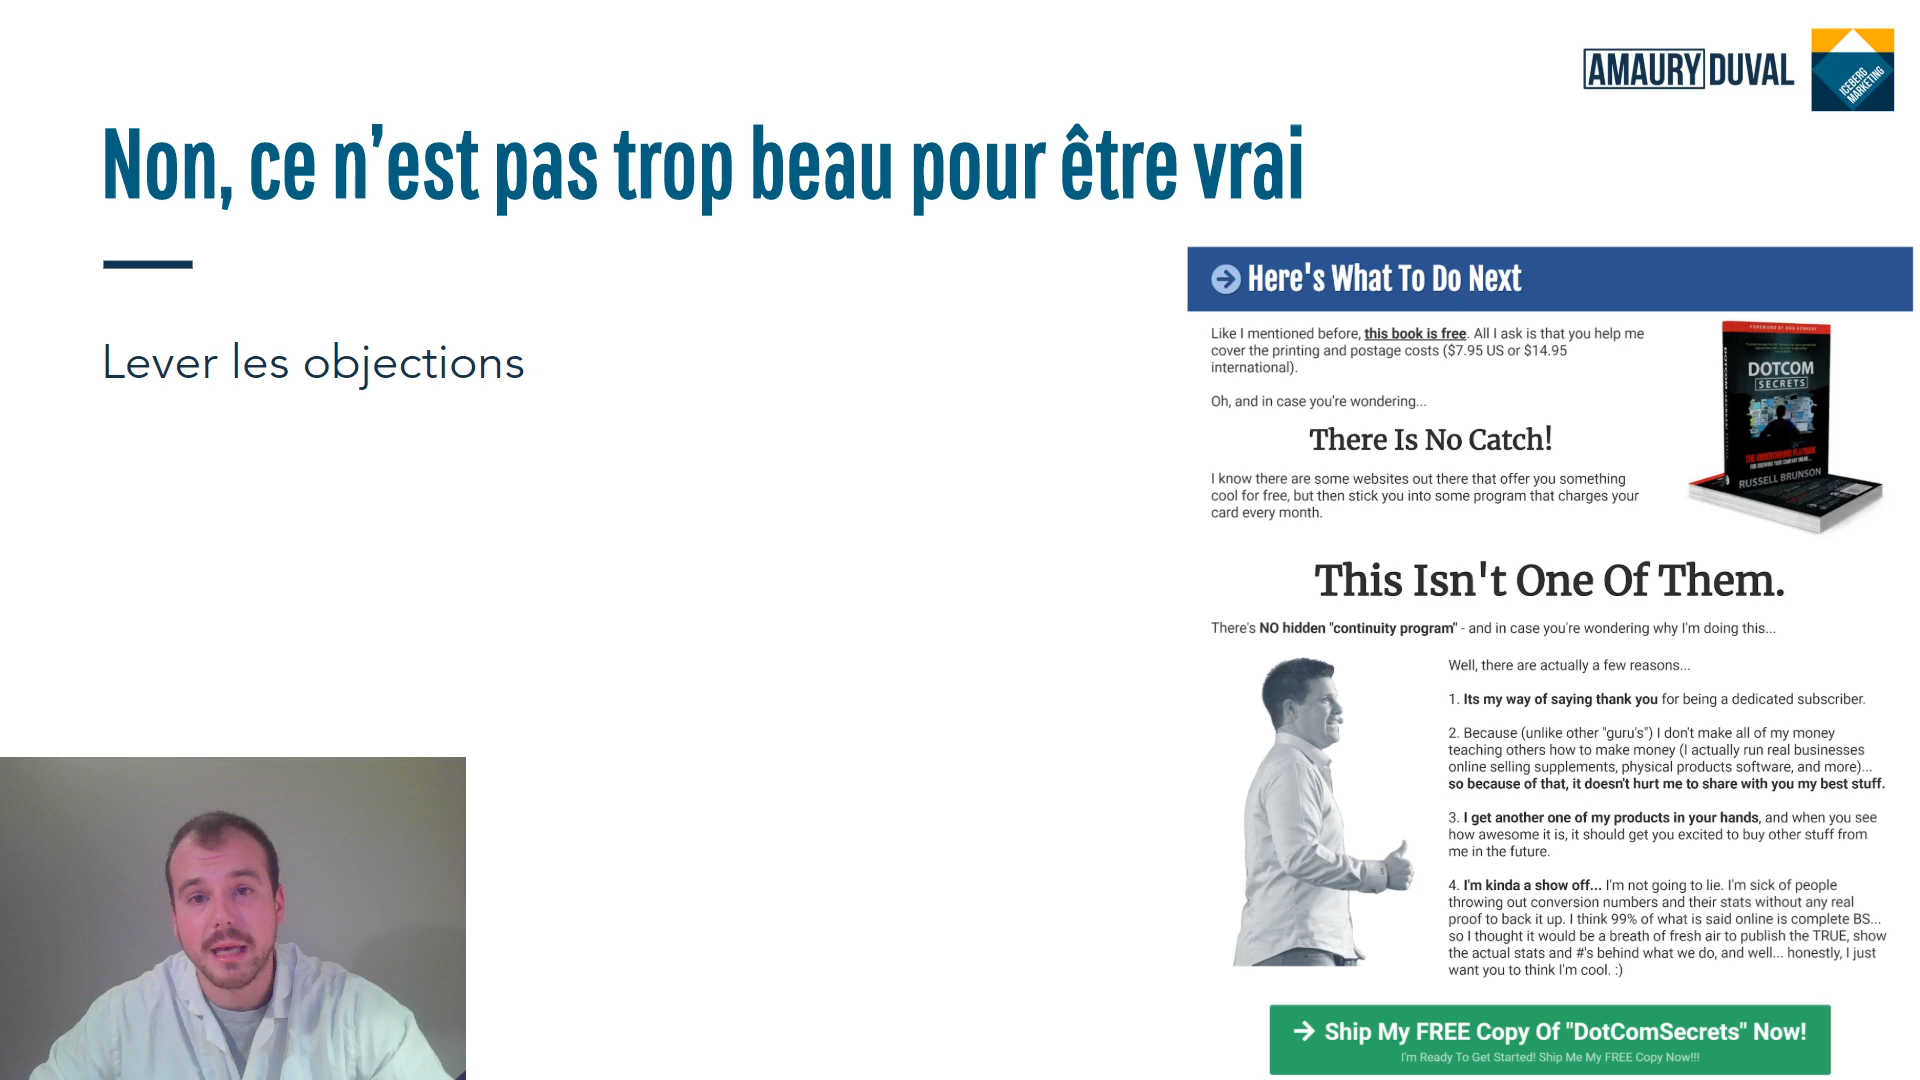 AMAURY DUVAL
ICEBERG
MARKETING
Non, ce n’est pas trop beau pour être vrai
Lever les objections
Here's What To Do Next
Like I mentioned before, this book is free. All I ask is that you help me
cover the printing and postage costs ($7.95 US or $14.95
international).
Oh, and in case you're wondering...
There Is No Catch!
I know there are some websites out there that offer you something
cool for free, but then stick you into some program that charges your
card every month.
FOREWORD BY DAN KENNEDY
DOTCOM
SECRETS
THE UNDERGROUND PLAYBOOK
FOR GROWING YOUR COMPANY ONLINE...
RUSSELL BRUNSON
This Isn't One Of Them.
There's NO hidden "continuity program" - and in case you're wondering why I'm doing this...
Well, there are actually a few reasons...
1. Its my way of saying thank you for being a dedicated subscriber.
2. Because (unlike other "guru's") I don't make all of my money
teaching others how to make money (I actually run real businesses
online selling supplements, physical products software, and more)...
so because of that, it doesn't hurt me to share with you my best stuff.
3. I get another one of my products in your hands, and when you see
how awesome it is, it should get you excited to buy other stuff from
me in the future.
4. I'm kinda a show off... I'm not going to lie. I'm sick of people
throwing out conversion numbers and their stats without any real
proof to back it up. I think 99% of what is said online is complete BS...
so I thought it would be a breath of fresh air to publish the TRUE, show
the actual stats and #'s behind what we do, and well... honestly, I just
want you to think I'm cool. :)
Ship My FREE Copy Of "DotComSecrets" Now!
I'm Ready To Get Started! Ship Me My FREE Copy Now!!!